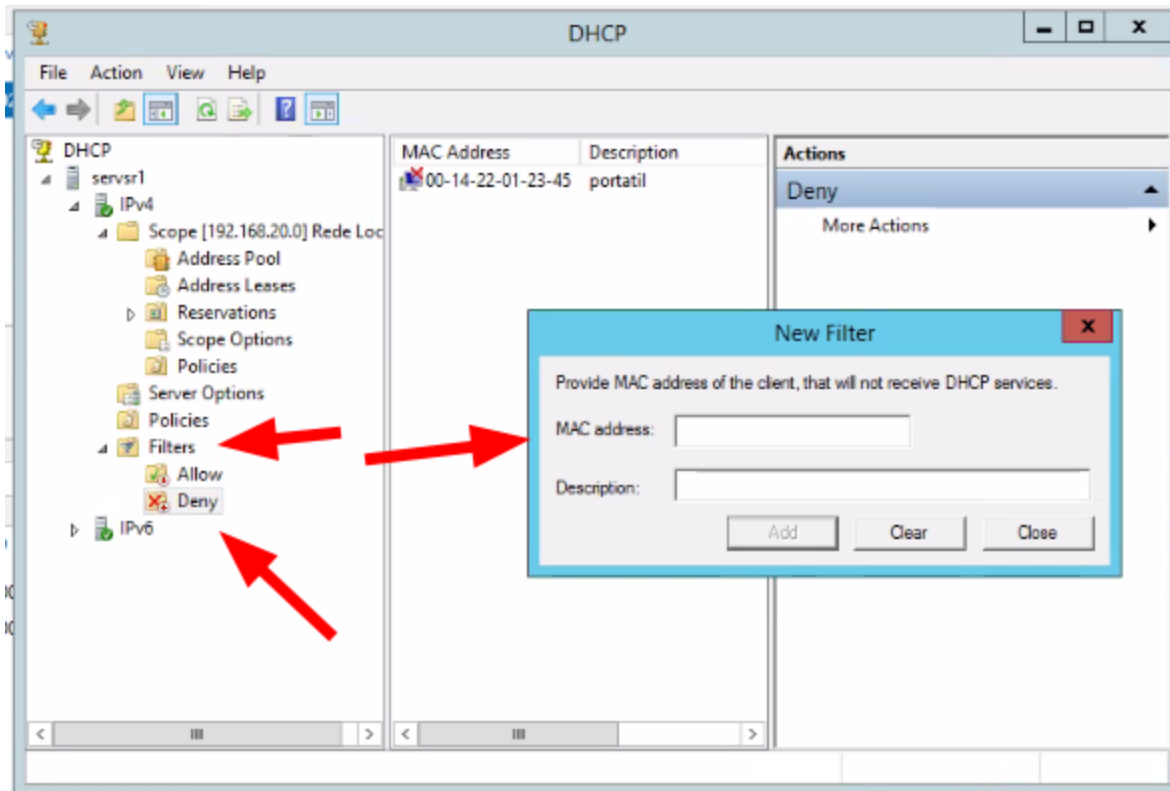 DHCP
File Action View Help
DHCP
servsr1
IPv4
Scope [192.168.20.0] Rede Loc
Address Pool
Address Leases
Reservations
Scope Options
Policies
Server Options
Policies
Filters
Allow
Deny
IPv6
MAC Address Description
00-14-22-01-23-45 portatil
Actions
Deny
More Actions
New Filter
Provide MAC address of the client, that will not receive DHCP services.
MAC address:
Description:
Add Clear Close